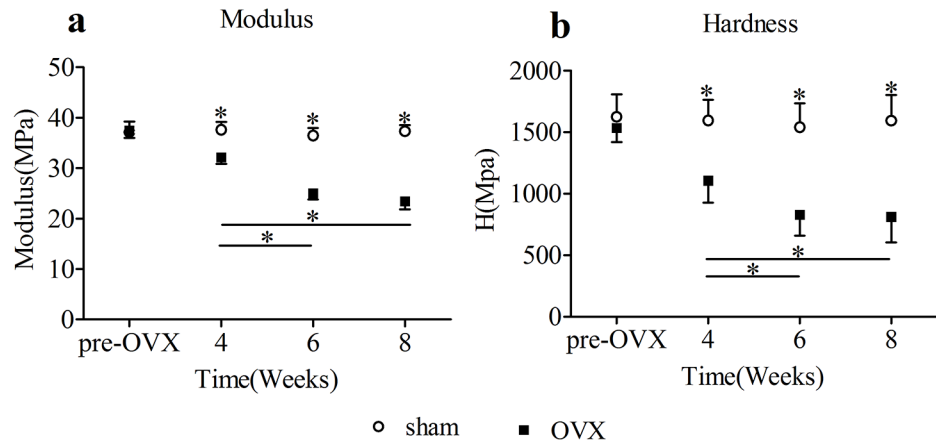 a Modulus
Modulus(MPa)
50
40
30
20
10
0
* * *
*
*
pre-OVX 4 6 8
Time(Weeks)
b Hardness
H(Mpa)
2000
1500
1000
500
0
* * *
*
*
pre-OVX 4 6 8
Time(Weeks)
sham OVX